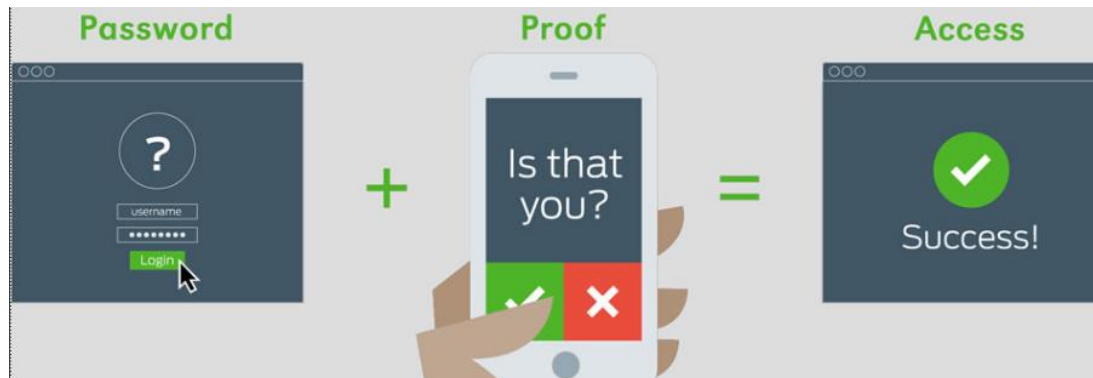 Password
Proof
Access
?
username
••••••••
Login
+
Is that
you?
=
Success!